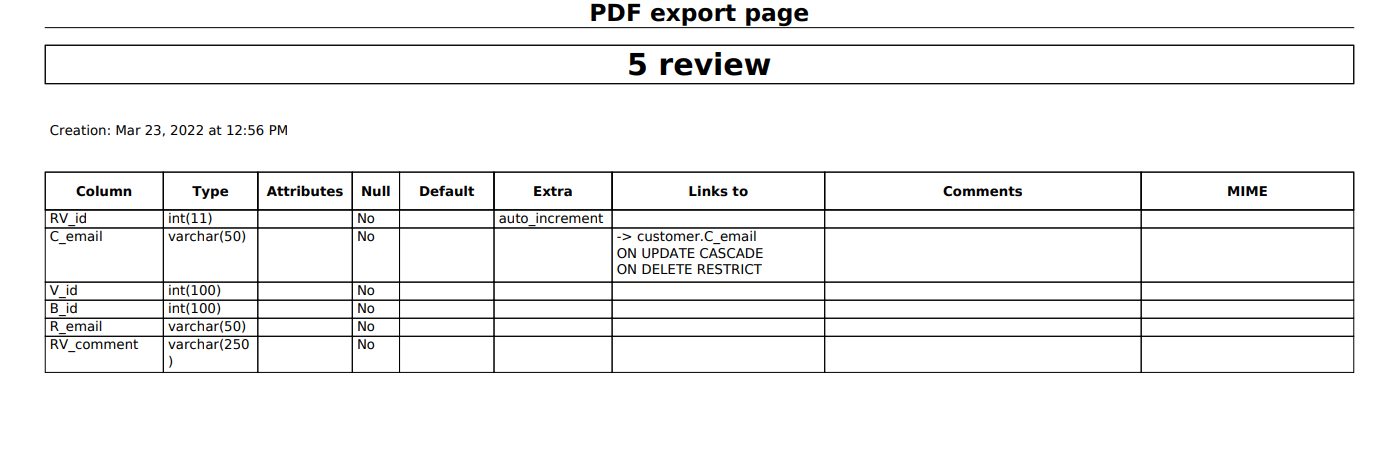 PDF export page
5 review
Creation: Mar 23, 2022 at 12:56 PM
Column Type Attributes Null Default Extra Links to Comments MIME
RV_id int(11) No auto_increment
C_email varchar(50) No -> customer.C_email
ON UPDATE CASCADE
ON DELETE RESTRICT
V_id int(100) No
B_id int(100) No
R_email varchar(50) No
RV_comment varchar(250 No
)